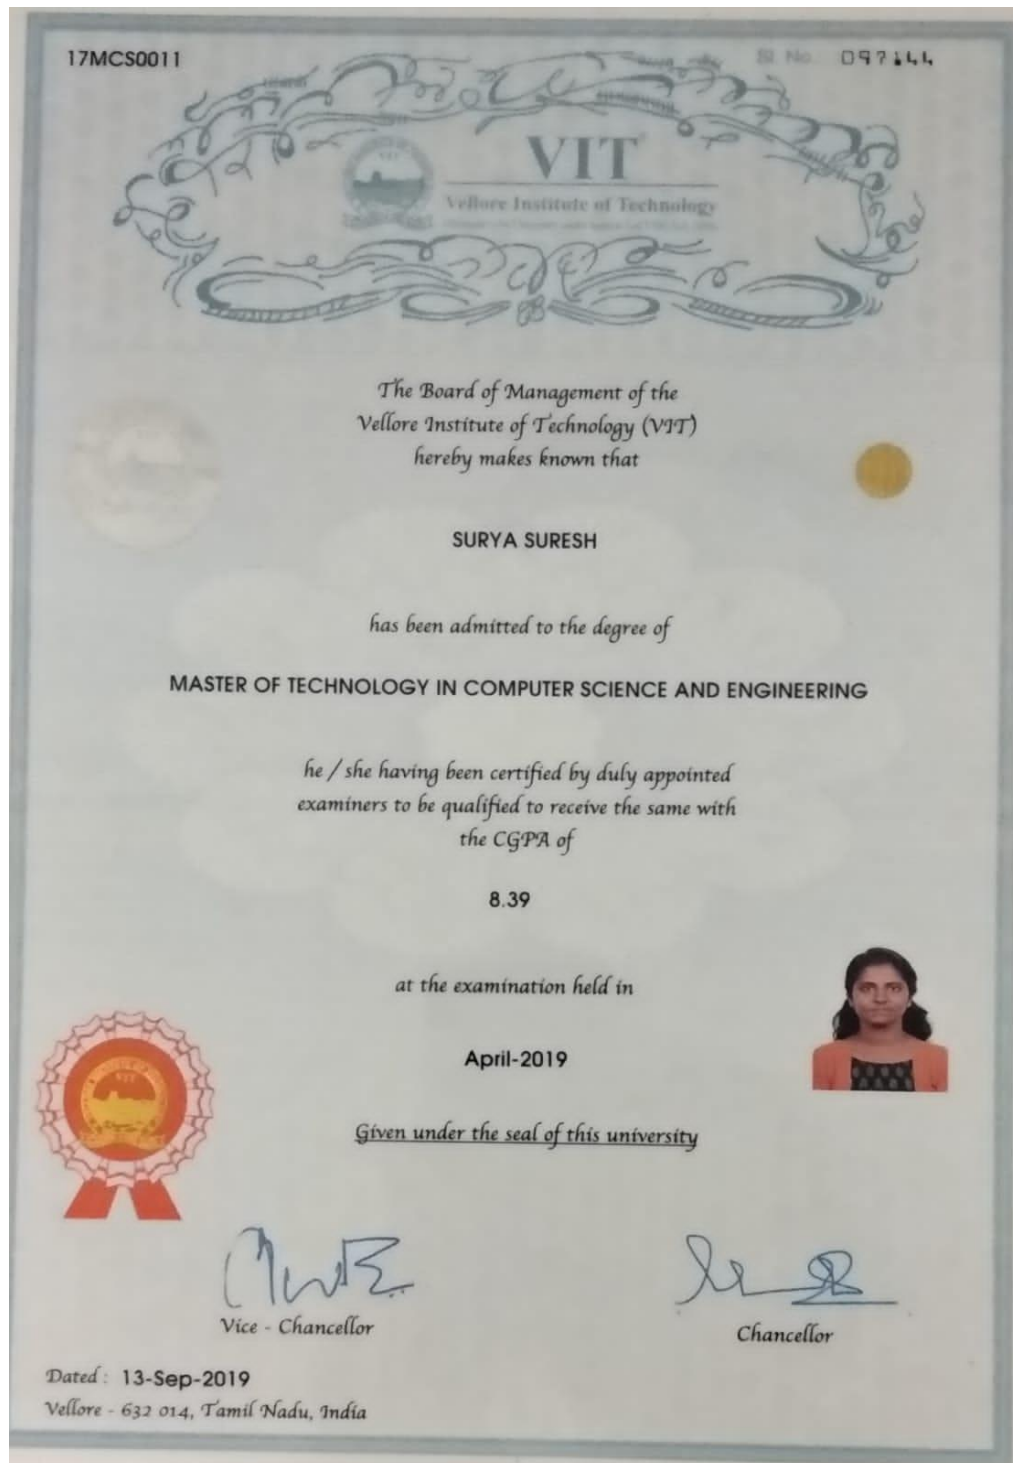 17MCS0011
Sl. No. 097144
VIT
Vellore Institute of Technology
The Board of Management of the
Vellore Institute of Technology (VIT)
hereby makes known that
SURYA SURESH
has been admitted to the degree of
MASTER OF TECHNOLOGY IN COMPUTER SCIENCE AND ENGINEERING
he / she having been certified by duly appointed
examiners to be qualified to receive the same with
the CGPA of
8.39
at the examination held in
April-2019
VIT
Given under the seal of this university
Vice - Chancellor
Chancellor
Dated : 13-Sep-2019
Vellore - 632 014, Tamil Nadu, India